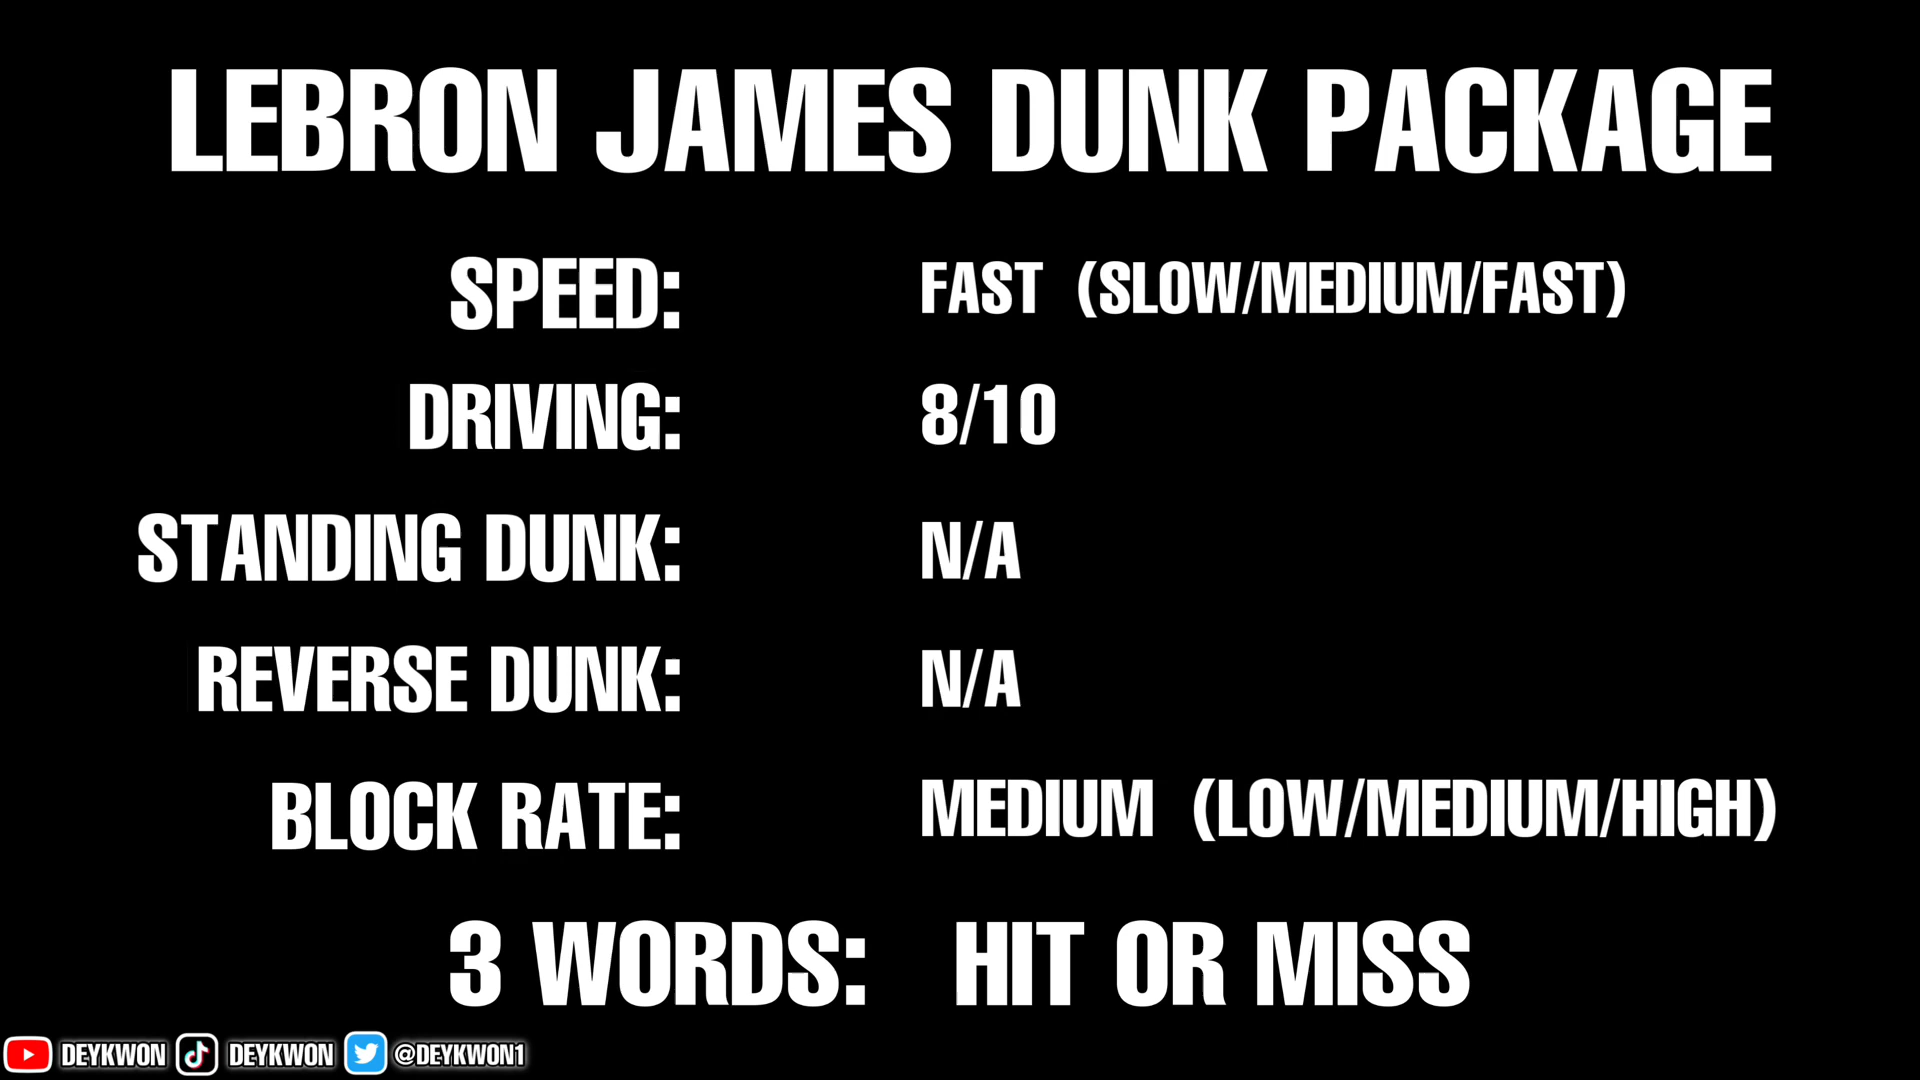 LEBRON JAMES DUNK PACKAGE
SPEED: FAST (SLOW/MEDIUM/FAST)
DRIVING: 8/10
STANDING DUNK: N/A
REVERSE DUNK: N/A
BLOCK RATE: MEDIUM (LOW/MEDIUM/HIGH)
3 WORDS: HIT OR MISS
DEYKWON DEYKWON @DEYKWON1